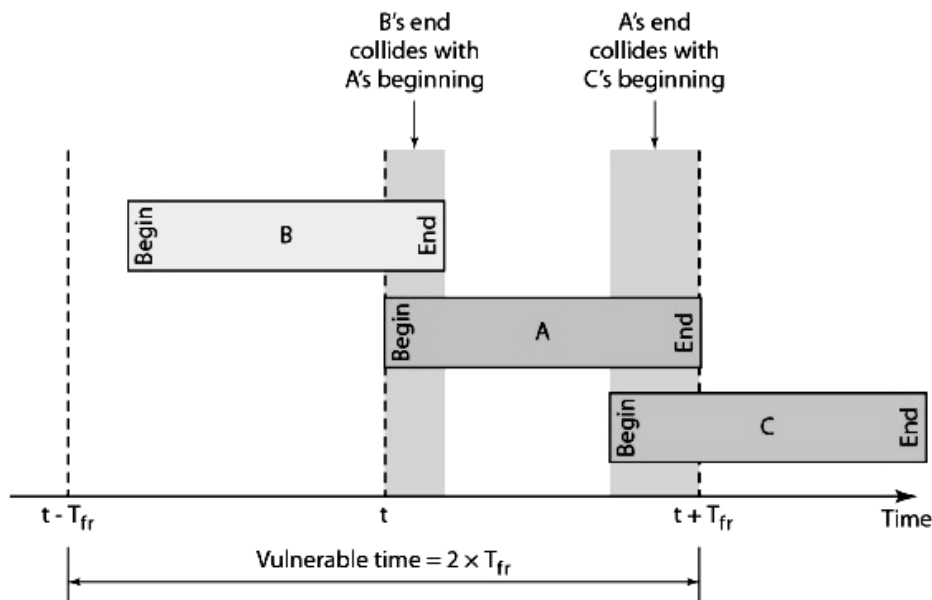 B's end
collides with
A's beginning
A's end
collides with
C's beginning
Begin
B
End
Begin
A
End
Begin
C
End
t - Tfr
t
t + Tfr
Time
Vulnerable time = 2 × Tfr